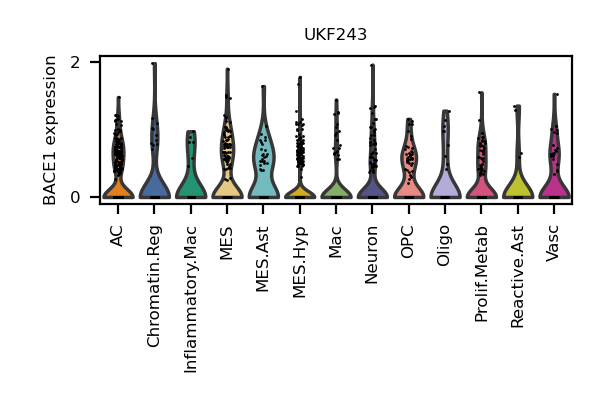 UKF243
BACE1 expression
2
0
AC
Chromatin.Reg
Inflammatory.Mac
MES
MES.Ast
MES.Hyp
Mac
Neuron
OPC
Oligo
Prolif.Metab
Reactive.Ast
Vasc